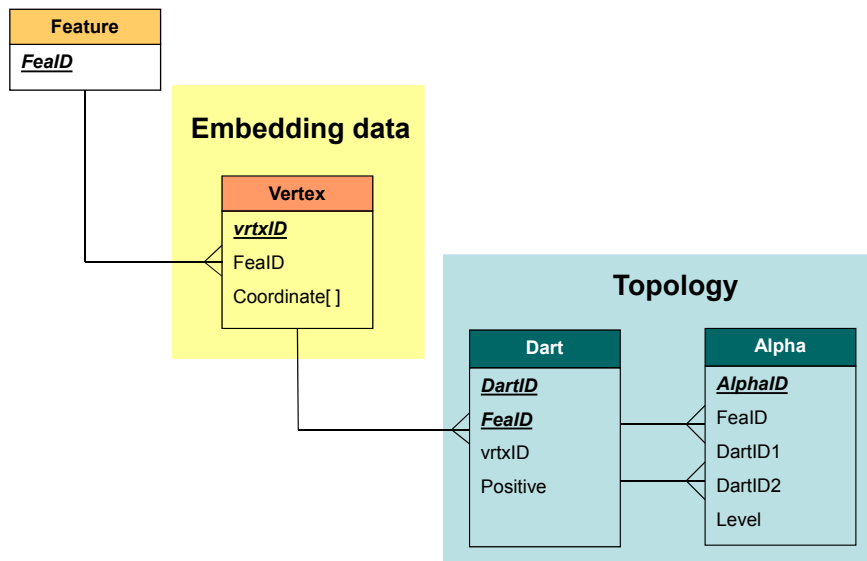 Feature
FeaID
Embedding data
Vertex
vrtxID
FeaID
Coordinate[ ]
Topology
Dart
DartID
FeaID
vrtxID
Positive
Alpha
AlphaID
FeaID
DartID1
DartID2
Level